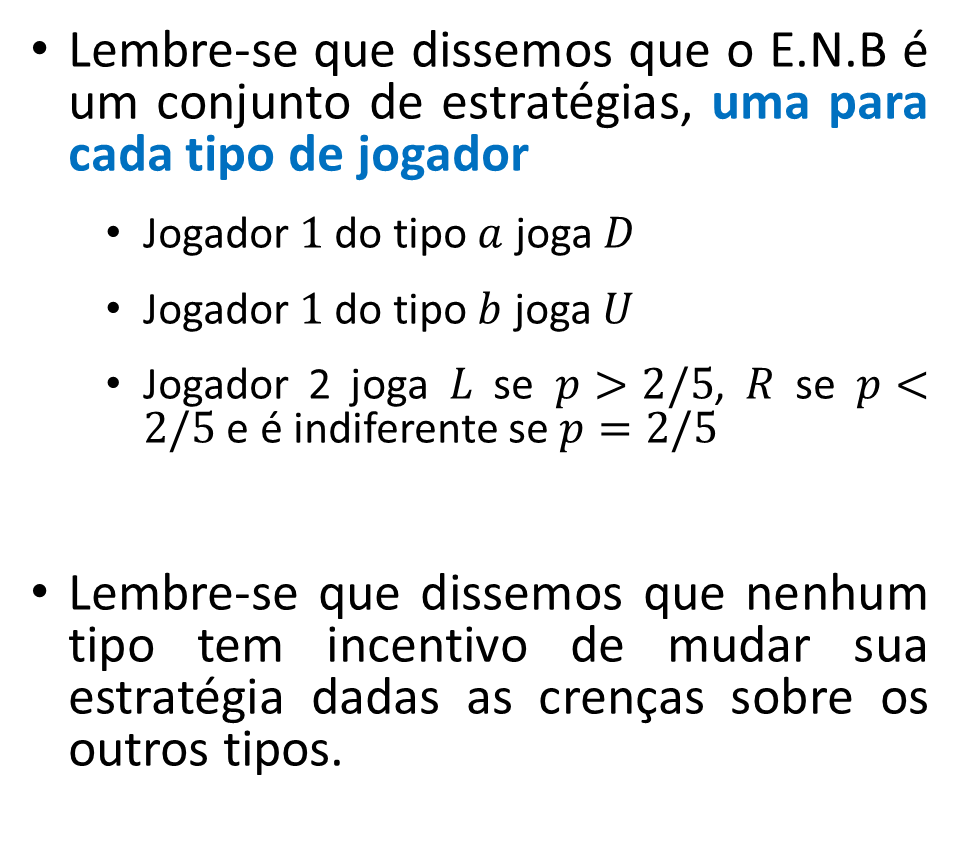 • Lembre-se que dissemos que o E.N.B é
um conjunto de estratégias, uma para
cada tipo de jogador
• Jogador 1 do tipo 𝑎 joga 𝐷
• Jogador 1 do tipo 𝑏 joga 𝑈
• Jogador 2 joga 𝐿 se 𝑝 > 2/5, 𝑅 se 𝑝 <
2/5 e é indiferente se 𝑝 = 2/5
• Lembre-se que dissemos que nenhum
tipo tem incentivo de mudar sua
estratégia dadas as crenças sobre os
outros tipos.